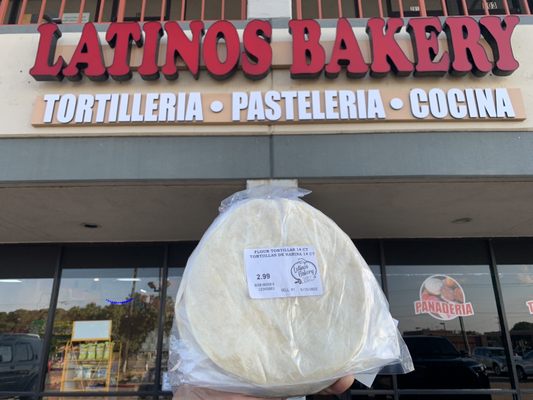 LATINOS BAKERY
TORTILLERIA • PASTELERIA • COCINA
FLOUR TORTILLAS 14 CT
TORTILLAS DE HARINA 14 CT
2.99
Latinos
Bakery
PANADERIA